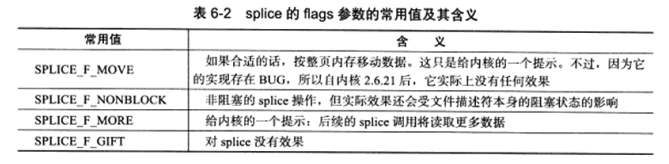 表 6-2 splice 的 flags 参数的常用值及其含义
常用值 含 义
SPLICE_F_MOVE 如果合适的话，按整页内存移动数据。这只是给内核的一个提示。不过，因为它
的实现存在 BUG，所以自内核 2.6.21 后，它实际上没有任何效果
SPLICE_F_NONBLOCK 非阻塞的 splice 操作，但实际效果还会受文件描述符本身的阻塞状态的影响
SPLICE_F_MORE 给内核的一个提示：后续的 splice 调用将读取更多数据
SPLICE_F_GIFT 对 splice 没有效果